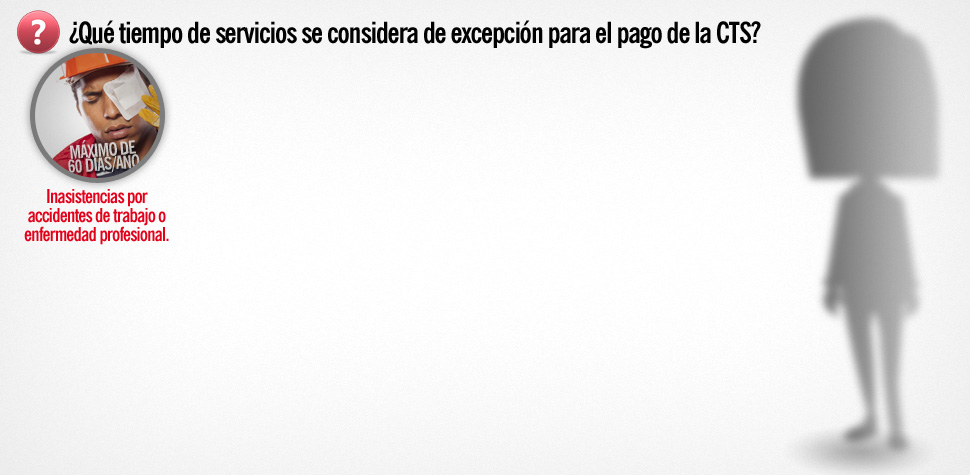 ?
¿Qué tiempo de servicios se considera de excepción para el pago de la CTS?
MÁXIMO DE
60 DÍAS/AÑO
Inasistencias por
accidentes de trabajo o
enfermedad profesional.